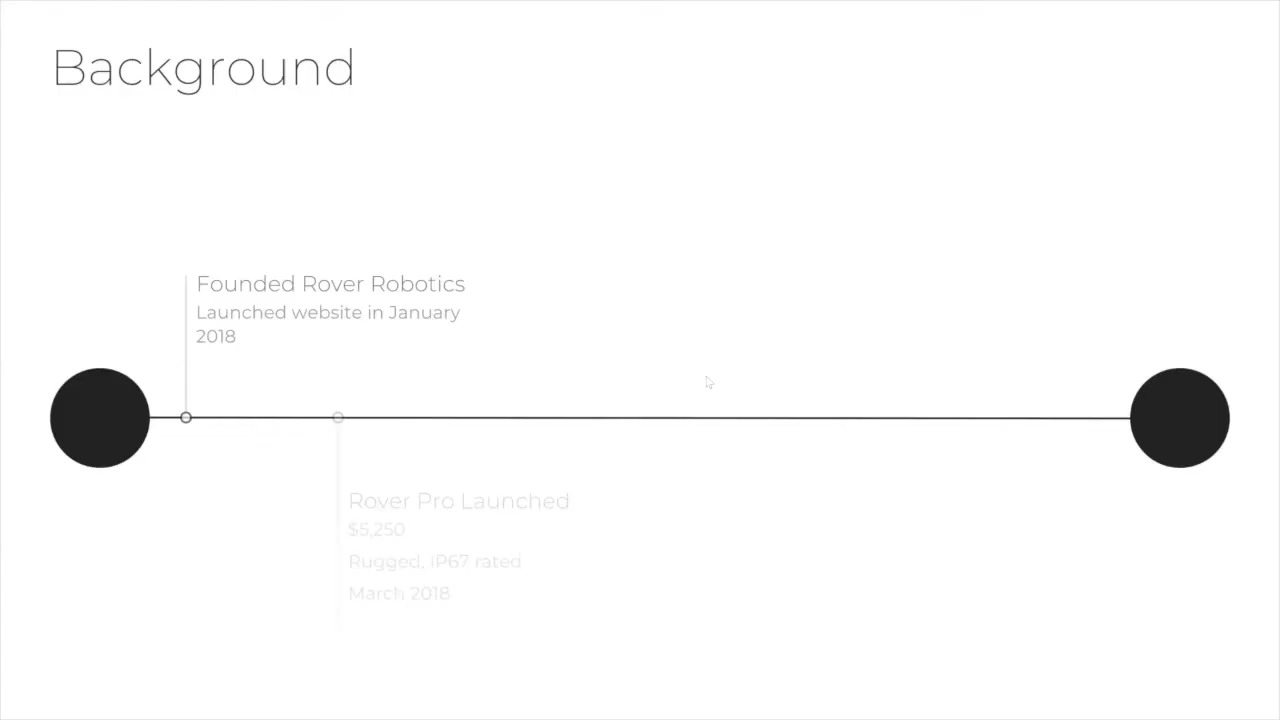 Background
Founded Rover Robotics
Launched website in January
2018
Rover Pro Launched
$5,250
Rugged, IP67 rated
March 2018